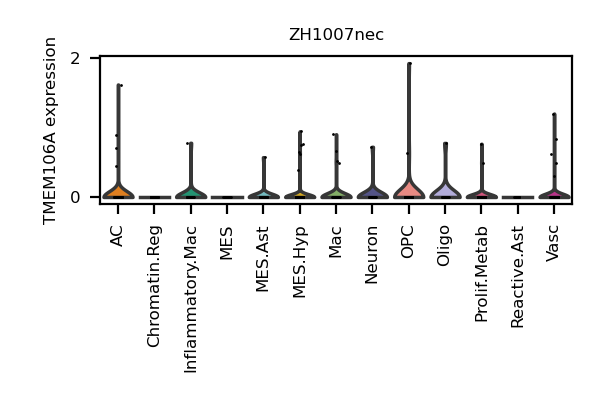 ZH1007nec
TMEM106A expression
2
0
AC
Chromatin.Reg
Inflammatory.Mac
MES
MES.Ast
MES.Hyp
Mac
Neuron
OPC
Oligo
Prolif.Metab
Reactive.Ast
Vasc